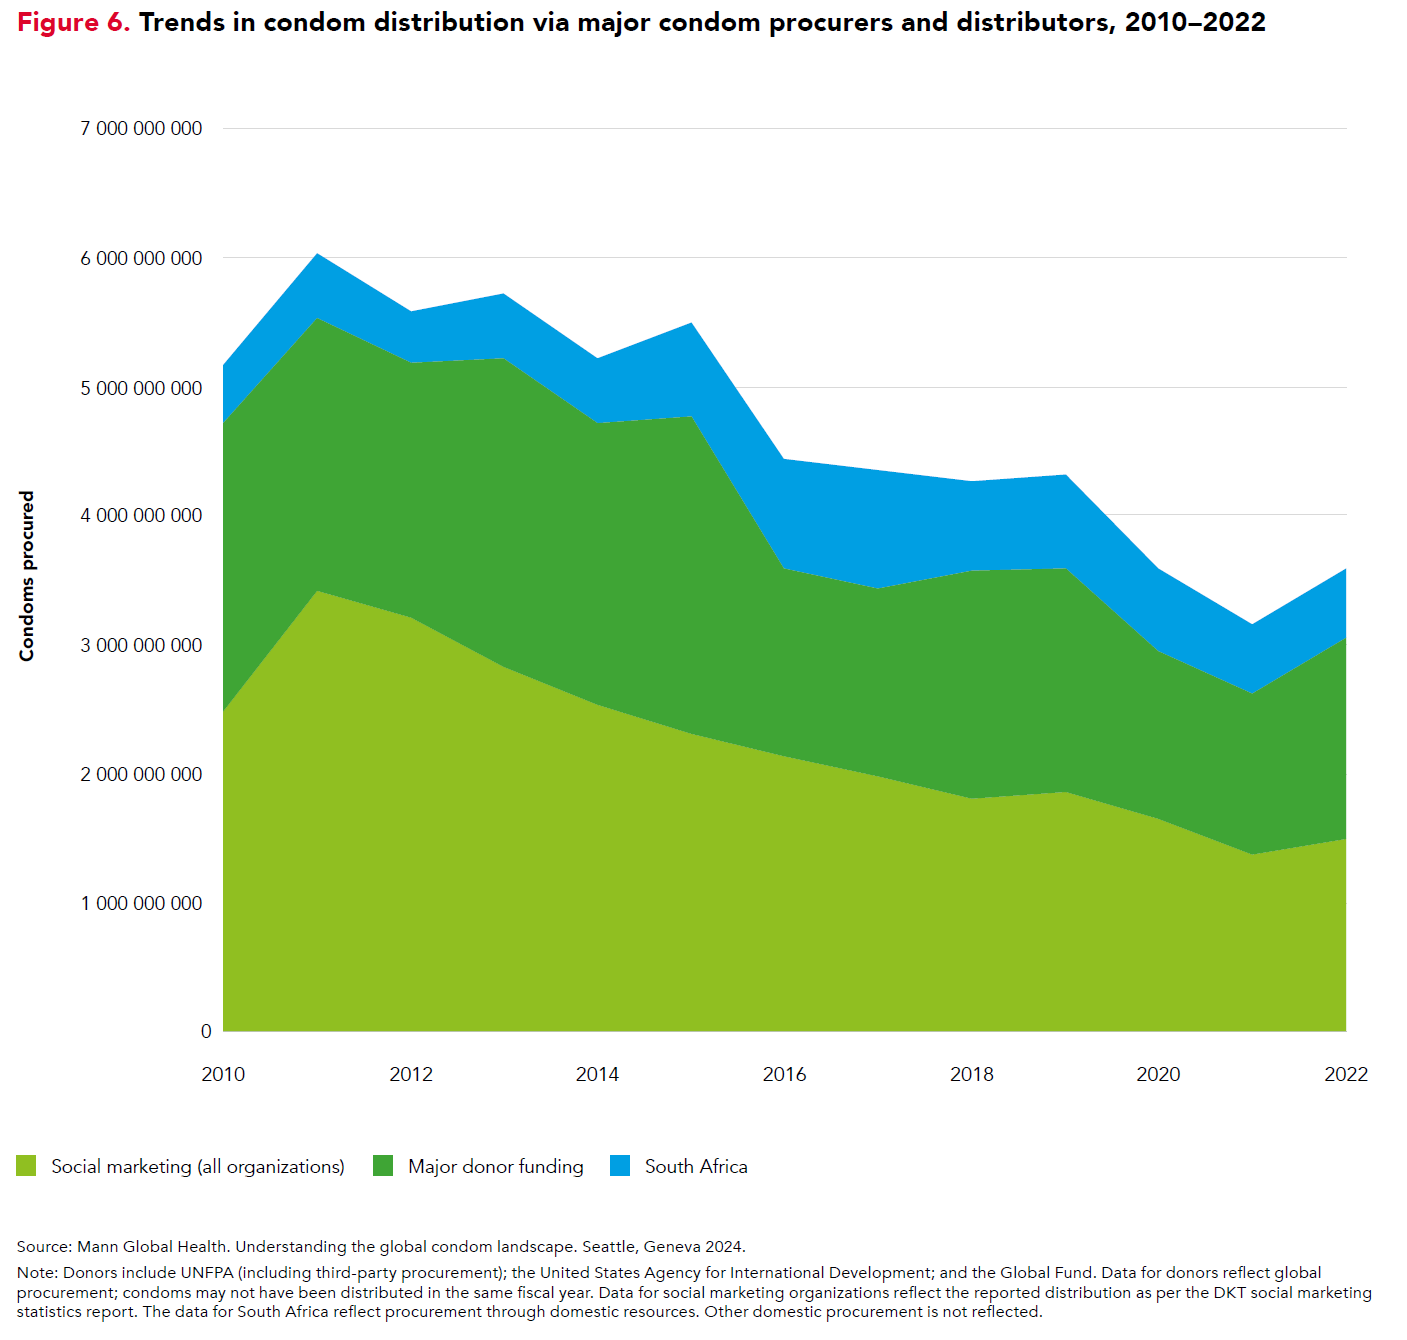 Figure 6. Trends in condom distribution via major condom procurers and distributors, 2010–2022
7 000 000 000
6 000 000 000
5 000 000 000
4 000 000 000
3 000 000 000
2 000 000 000
1 000 000 000
0
Condoms procured
2010 2012 2014 2016 2018 2020 2022
Social marketing (all organizations) Major donor funding South Africa
Source: Mann Global Health. Understanding the global condom landscape. Seattle, Geneva 2024.
Note: Donors include UNFPA (including third-party procurement); the United States Agency for International Development; and the Global Fund. Data for donors reflect global
procurement; condoms may not have been distributed in the same fiscal year. Data for social marketing organizations reflect the reported distribution as per the DKT social marketing
statistics report. The data for South Africa reflect procurement through domestic resources. Other domestic procurement is not reflected.